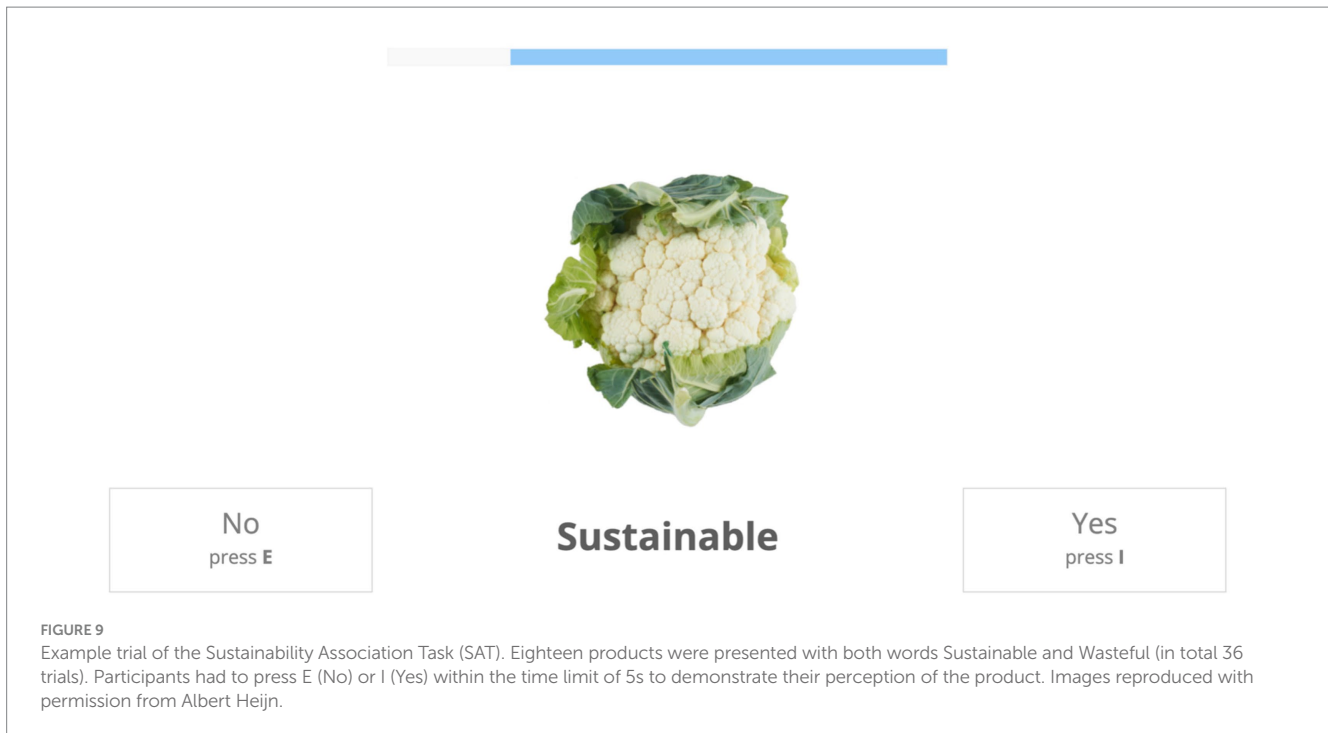 No
press E
Sustainable
Yes
press I
FIGURE 9
Example trial of the Sustainability Association Task (SAT). Eighteen products were presented with both words Sustainable and Wasteful (in total 36
trials). Participants had to press E (No) or I (Yes) within the time limit of 5s to demonstrate their perception of the product. Images reproduced with
permission from Albert Heijn.